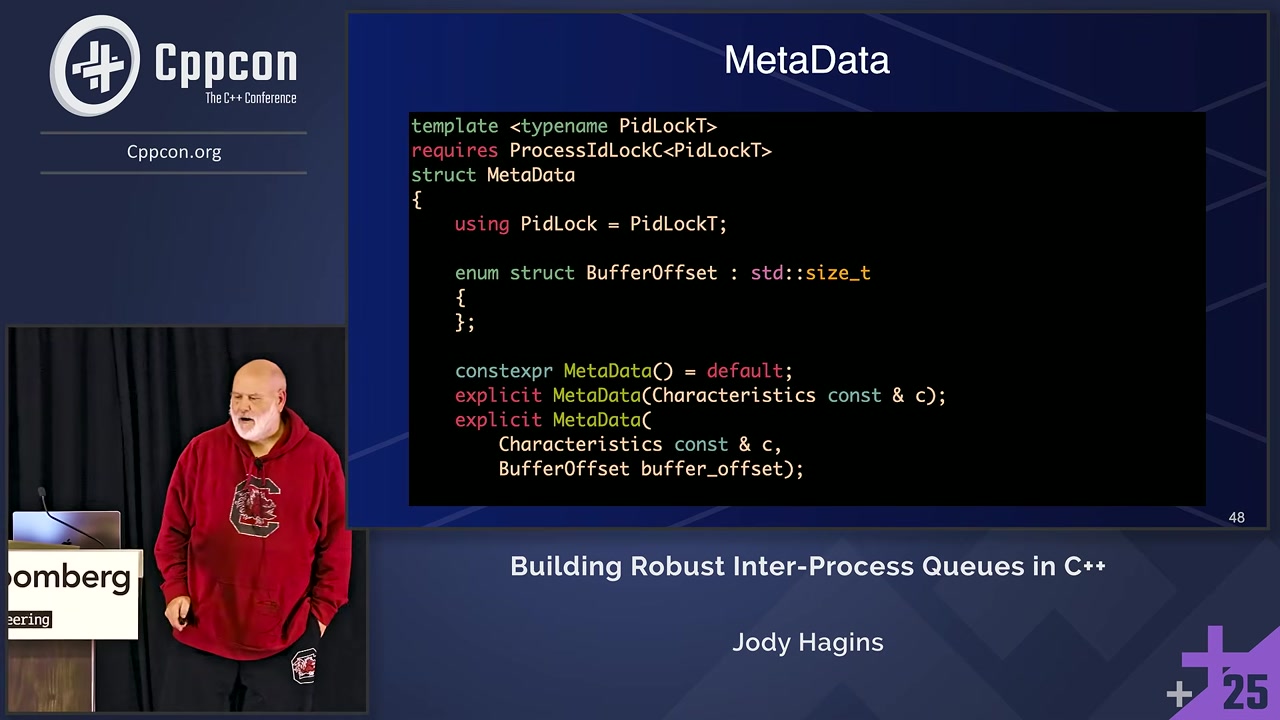 Cppcon
The C++ Conference
Cppcon.org
MetaData
template <typename PidLockT>
requires ProcessIdLockC<PidLockT>
struct MetaData
{
    using PidLock = PidLockT;
    enum struct BufferOffset : std::size_t
    {
    };
    constexpr MetaData() = default;
    explicit MetaData(Characteristics const & c);
    explicit MetaData(
        Characteristics const & c,
        BufferOffset buffer_offset);
48
oomberg
eering
C
Building Robust Inter-Process Queues in C++
Jody Hagins
++
25